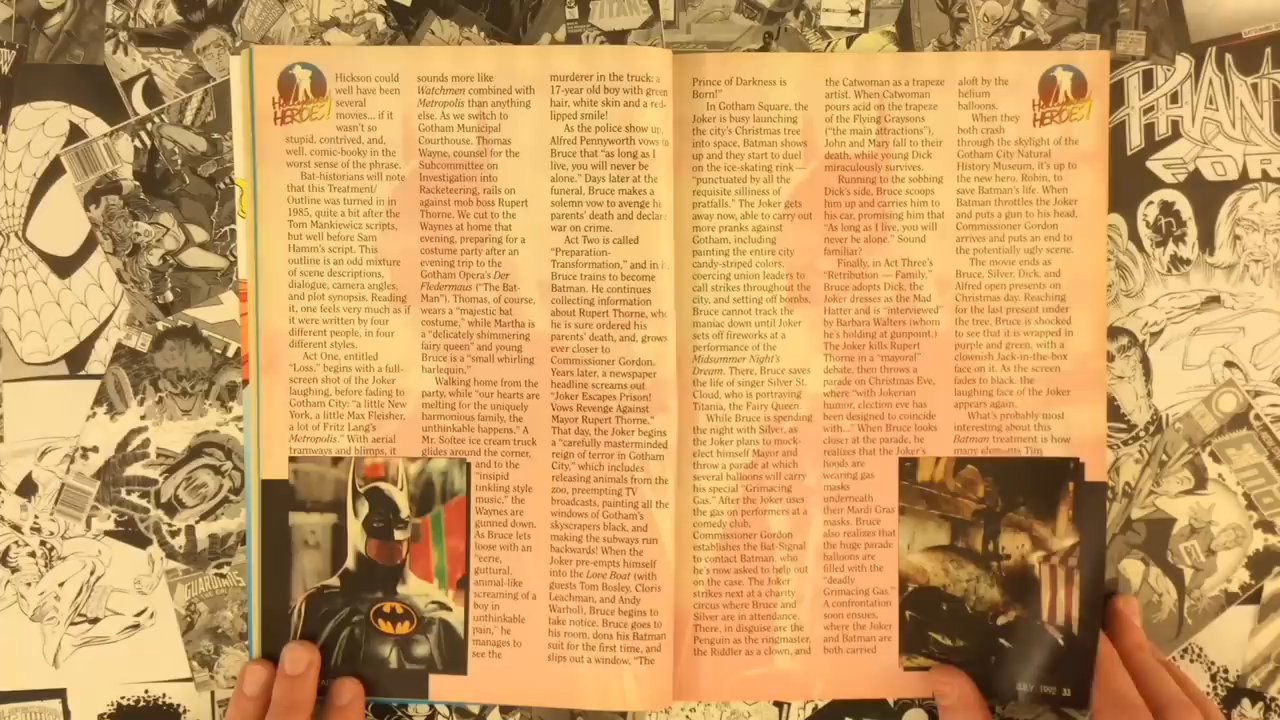 Hickson could
well have been
several
movies... if it
wasn't so
stupid, contrived, and,
well, comic-booky in the
worst sense of the phrase.
Bat-historians will note
that this Treatment/
Outline was turned in in
1985, quite a bit after the
Tom Mankiewicz scripts,
but well before Sam
Hamm's script. This
outline is an odd mixture
of scene descriptions,
dialogue, camera angles,
and plot synopsis. Reading
it, one feels very much as if
it were written by four
different people, in four
different styles.
Act One, entitled
"Loss," begins with a full-
screen shot of the Joker
laughing, before fading to
Gotham City: "a little New
York, a little Max Fleisher,
a lot of Fritz Lang's
Metropolis." With aerial
tramways and blimps, it
sounds more like
Watchmen combined with
Metropolis than anything
else. As we switch to
Gotham Municipal
Courthouse. Thomas
Wayne, counsel for the
Subcommittee on
Investigation into
Racketeering, rails on
against mob boss Rupert
Thorne. We cut to the
Waynes at home that
evening, preparing for a
costume party after an
evening trip to the
Gotham Opera's Der
Fledermaus ("The Bat-
Man"). Thomas, of course,
wears a "majestic bat
costume," while Martha is
a "delicately shimmering
fairy queen" and young
Bruce is a "small whirling
harlequin."
Walking home from the
party, while "our hearts are
melting for the uniquely
harmonious family, the
unthinkable happens." A
Mr. Softee ice cream truck
glides around the corner,
and to the
"insipid
tinkling style
music," the
Waynes are
gunned down.
As Bruce lets
loose with an
"eerie,
guttural,
animal-like
screaming of a
boy in
unthinkable
pain," he
manages to
see the
murderer in the truck: a
17-year old boy with green
hair, white skin and a red-
lipped smile!
As the police show up,
Alfred Pennyworth vows to
Bruce that "as long as I
live, you will never be
alone." Days later at the
funeral, Bruce makes a
solemn vow to avenge his
parents' death and declare
war on crime.
Act Two is called
"Preparation-
Transformation," and in it,
Bruce trains to become
Batman. He continues
collecting information
about Rupert Thorne, who
he is sure ordered his
parents' death, and, grows
ever closer to
Commissioner Gordon.
Years later, a newspaper
headline screams out
"Joker Escapes Prison!
Vows Revenge Against
Mayor Rupert Thorne."
That day, the Joker begins
a "carefully masterminded
reign of terror in Gotham
City," which includes
releasing animals from the
zoo, preempting TV
broadcasts, painting all the
windows of Gotham's
skyscrapers black, and
making the subways run
backwards! When the
Joker pre-empts himself
into the Love Boat (with
guests Tom Bosley, Cloris
Leachman, and Andy
Warhol), Bruce begins to
take notice. Bruce goes to
his room, dons his Batman
suit for the first time, and
slips out a window. "The
Prince of Darkness is
Born!"
In Gotham Square, the
Joker is busy launching
the city's Christmas tree
into space, Batman shows
up and they start to duel
on the ice-skating rink —
"punctuated by all the
requisite silliness of
pratfalls." The Joker gets
away now, able to carry out
more pranks against
Gotham, including
painting the entire city
candy-striped colors,
coercing union leaders to
call strikes throughout the
city, and setting off bombs.
Bruce cannot track the
maniac down until Joker
sets off fireworks at a
performance of the
Midsummer Night's
Dream. There, Bruce saves
the life of singer Silver St.
Cloud, who is portraying
Titania, the Fairy Queen.
While Bruce is spending
the night with Silver, as
the Joker plans to mock-
elect himself Mayor and
throw a parade at which
several balloons will carry
his special "Grimacing
Gas." After the Joker uses
the gas on performers at a
comedy club,
Commissioner Gordon
establishes the Bat-Signal
to contact Batman, who
he's now asked to help out
on the case. The Joker
strikes next at a charity
circus where Bruce and
Silver are in attendance.
There, in disguise are the
Penguin as the ringmaster,
the Riddler as a clown, and
the Catwoman as a trapeze
artist. When Catwoman
pours acid on the trapeze
of the Flying Graysons
("the main attractions"),
John and Mary fall to their
death, while young Dick
miraculously survives.
Running to the sobbing
Dick's side, Bruce scoops
him up and carries him to
his car, promising him that
"As long as I live, you will
never be alone." Sound
familiar?
Finally, in Act Three's
"Retribution — Family,"
Bruce adopts Dick, the
Joker dresses as the Mad
Hatter and is "interviewed"
by Barbara Walters (whom
he's holding at gunpoint.)
The Joker kills Rupert
Thorne in a "mayoral"
debate, then throws a
parade on Christmas Eve,
where "with Jokerian
humor, election eve has
been designed to coincide
with..." When Bruce looks
closer at the parade, he
realizes that the Joker's
hoods are
wearing gas
masks
underneath
their Mardi Gras
masks. Bruce
also realizes that
the huge parade
balloons are
filled with the
"deadly
Grimacing Gas."
A confrontation
soon ensues,
where the Joker
and Batman are
both carried
aloft by the
helium
balloons.
When they
both crash
through the skylight of the
Gotham City Natural
History Museum, it's up to
the new hero, Robin, to
save Batman's life. When
Batman throttles the Joker
and puts a gun to his head,
Commissioner Gordon
arrives and puts an end to
the potentially ugly scene.
The movie ends as
Bruce, Silver, Dick, and
Alfred open presents on
Christmas day. Reaching
for the last present under
the tree, Bruce is shocked
to see that it is wrapped in
purple and green, with a
clownish Jack-in-the-box
face on it. As the screen
fades to black, the
laughing face of the Joker
appears again.
What's probably most
interesting about this
Batman treatment is how
many elements Tim
JULY 1992 33
HEROES!
HEROES!
TITANS
GUARDIANS